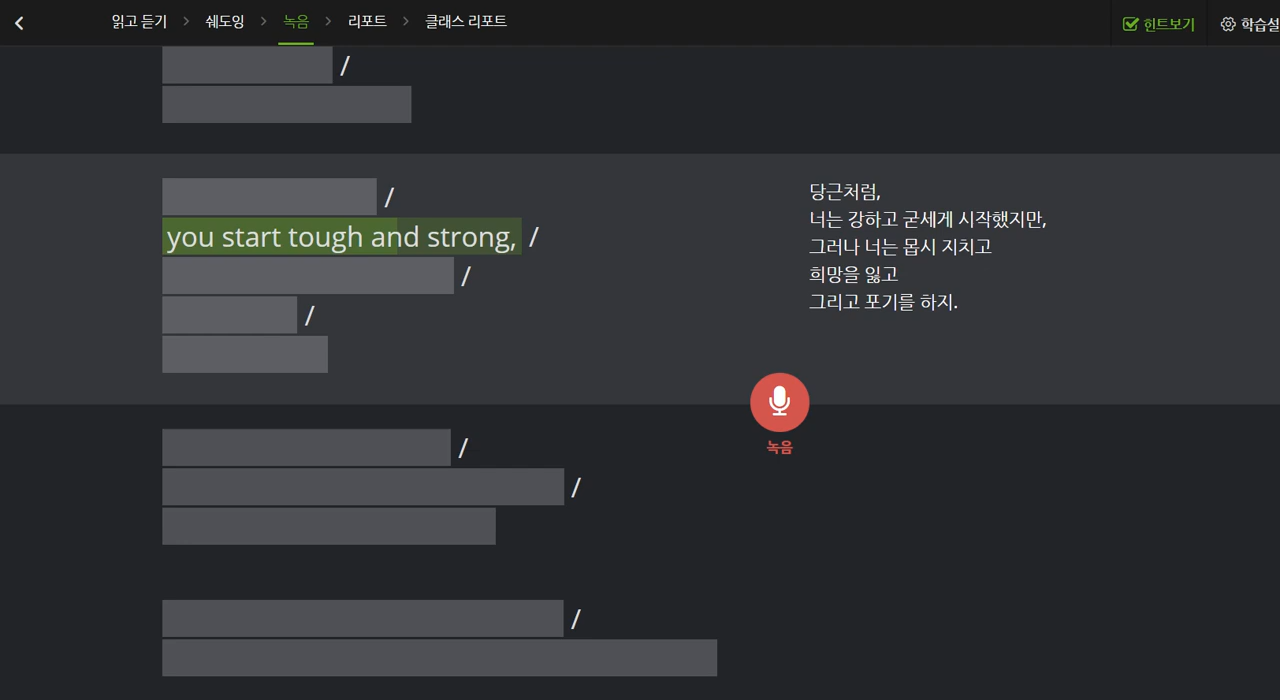 읽고 듣기 > 쉐도잉 > 녹음 > 리포트 > 클래스 리포트
힌트보기
학습설
/
/
you start tough and strong, /
/
/
당근처럼,
너는 강하고 굳세게 시작했지만,
그러나 너는 몹시 지치고
희망을 잃고
그리고 포기를 하지.
녹음
/
/
/